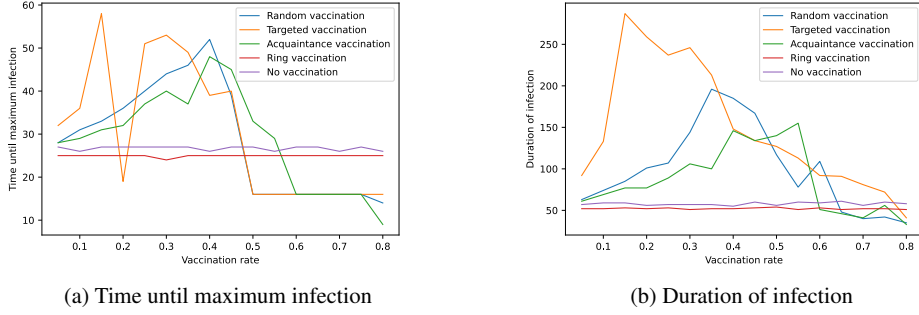 60
50
40
30
20
10
0.1 0.2 0.3 0.4 0.5 0.6 0.7 0.8
Time until maximum infection
Vaccination rate
Random vaccination
Targeted vaccination
Acquaintance vaccination
Ring vaccination
No vaccination
(a) Time until maximum infection
250
200
150
100
50
0.1 0.2 0.3 0.4 0.5 0.6 0.7 0.8
Duration of infection
Vaccination rate
Random vaccination
Targeted vaccination
Acquaintance vaccination
Ring vaccination
No vaccination
(b) Duration of infection